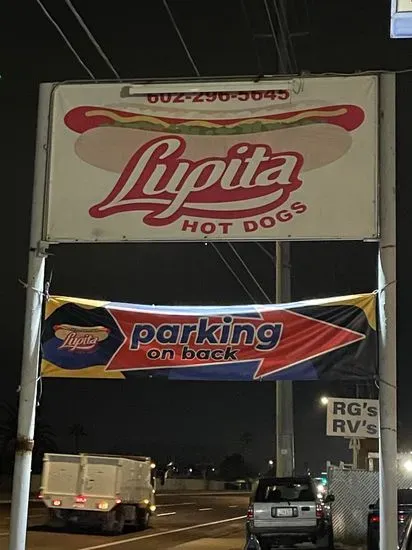 602-296-5645
Lupita
HOT DOGS
Lupita
parking
on back
RG's
RV's